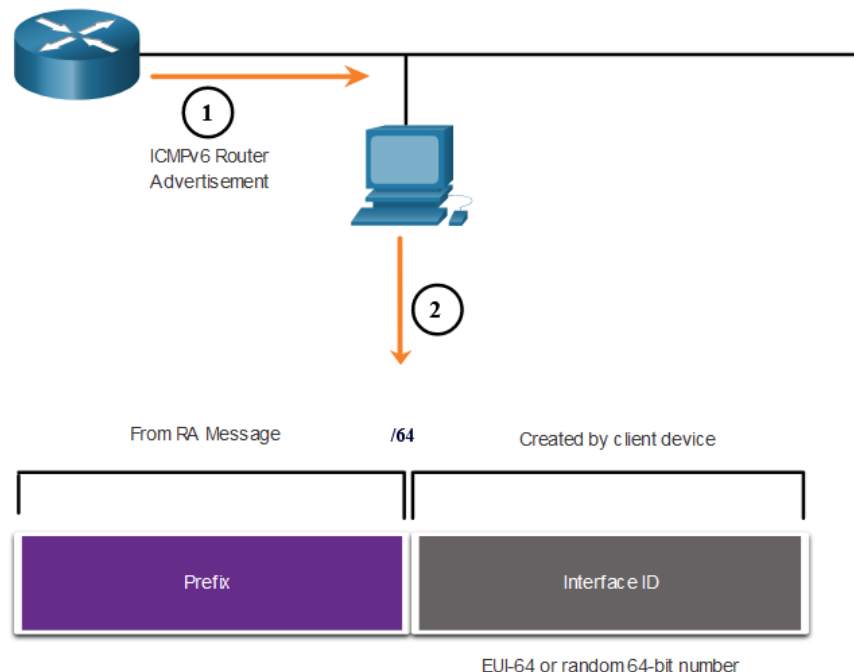 1
ICMPv6 Router
Advertisement
2
From RA Message
/64
Created by client device
Prefix
Interface ID
EUI-64 or random 64-bit number